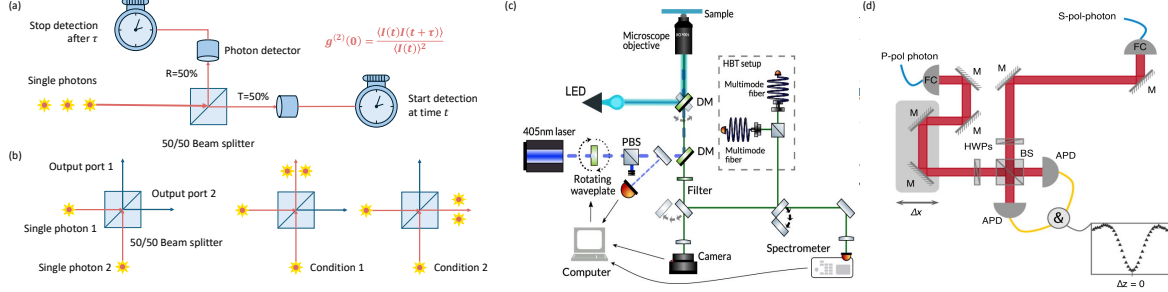 (a)
Stop detection
after τ
Photon detector
g⁽²⁾(0) = ⟨I(t)I(t + τ)⟩ / ⟨I(t)⟩²
Single photons
R=50%
T=50%
Start detection
at time t
50/50 Beam splitter
(b)
Output port 1
Output port 2
Single photon 1
50/50 Beam splitter
Single photon 2
Condition 1
Condition 2
(c)
Sample
Microscope
objective
HBT setup
Multimode
fiber
LED
DM
405nm laser
PBS
Multimode
fiber
DM
Rotating
waveplate
Filter
Spectrometer
Computer
Camera
(d)
S-pol-photon
FC
P-pol photon
FC
M
M
M
M
HWPs
BS
APD
M
Δx
APD
&
Δz = 0